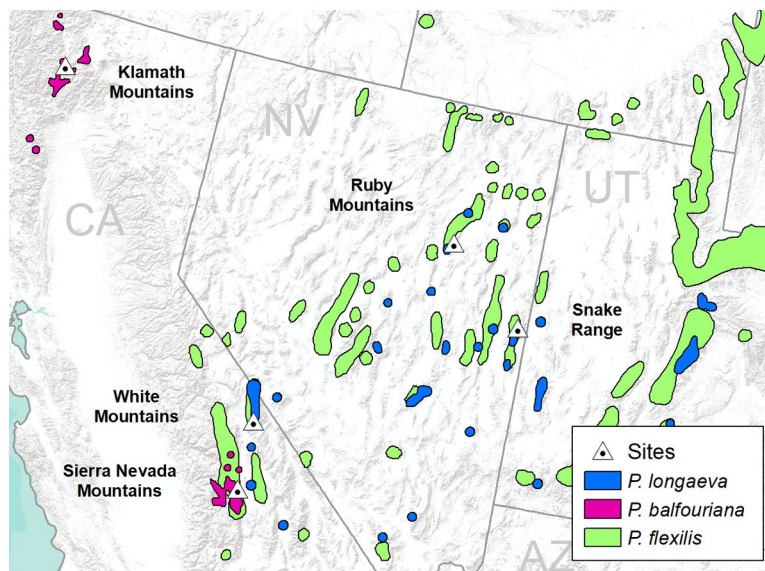 Klamath
Mountains
NV
Ruby
Mountains
UT
CA
Snake
Range
White
Mountains
Sierra Nevada
Mountains
Sites
P. longaeva
P. balfouriana
P. flexilis
AZ